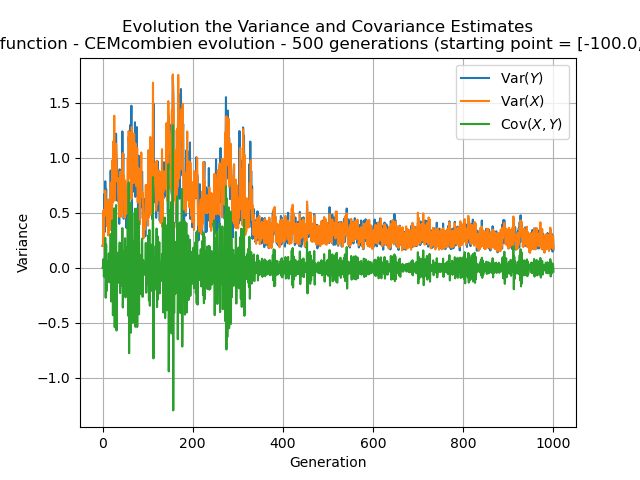 Evolution the Variance and Covariance Estimates
function - CEMcombien evolution - 500 generations (starting point = [-100.0,
Var(Y)
Var(X)
Cov(X, Y)
1.5
1.0
0.5
0.0
−0.5
−1.0
Variance
0 200 400 600 800 1000
Generation